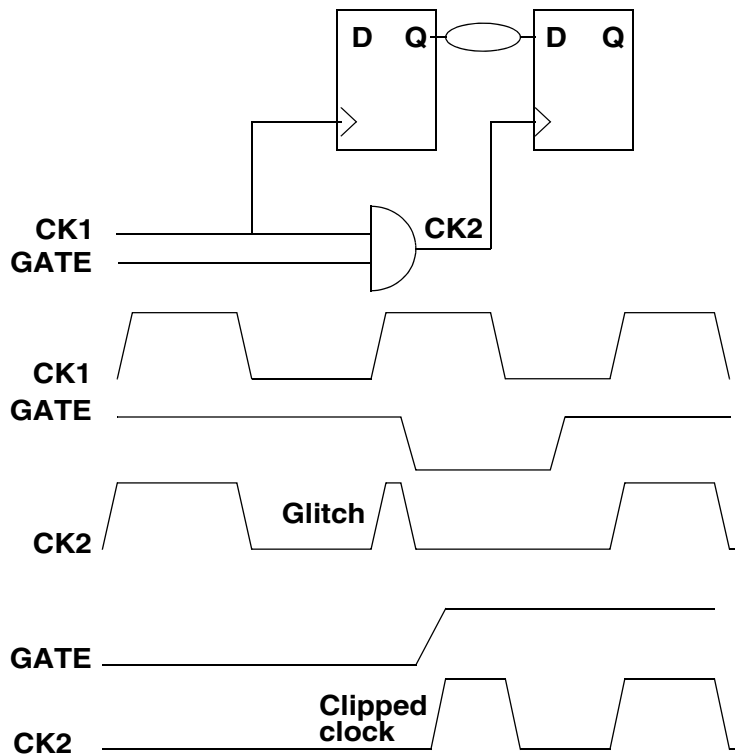 D Q D Q
CK1
CK2
GATE
CK1
GATE
Glitch
CK2
GATE
Clipped
clock
CK2